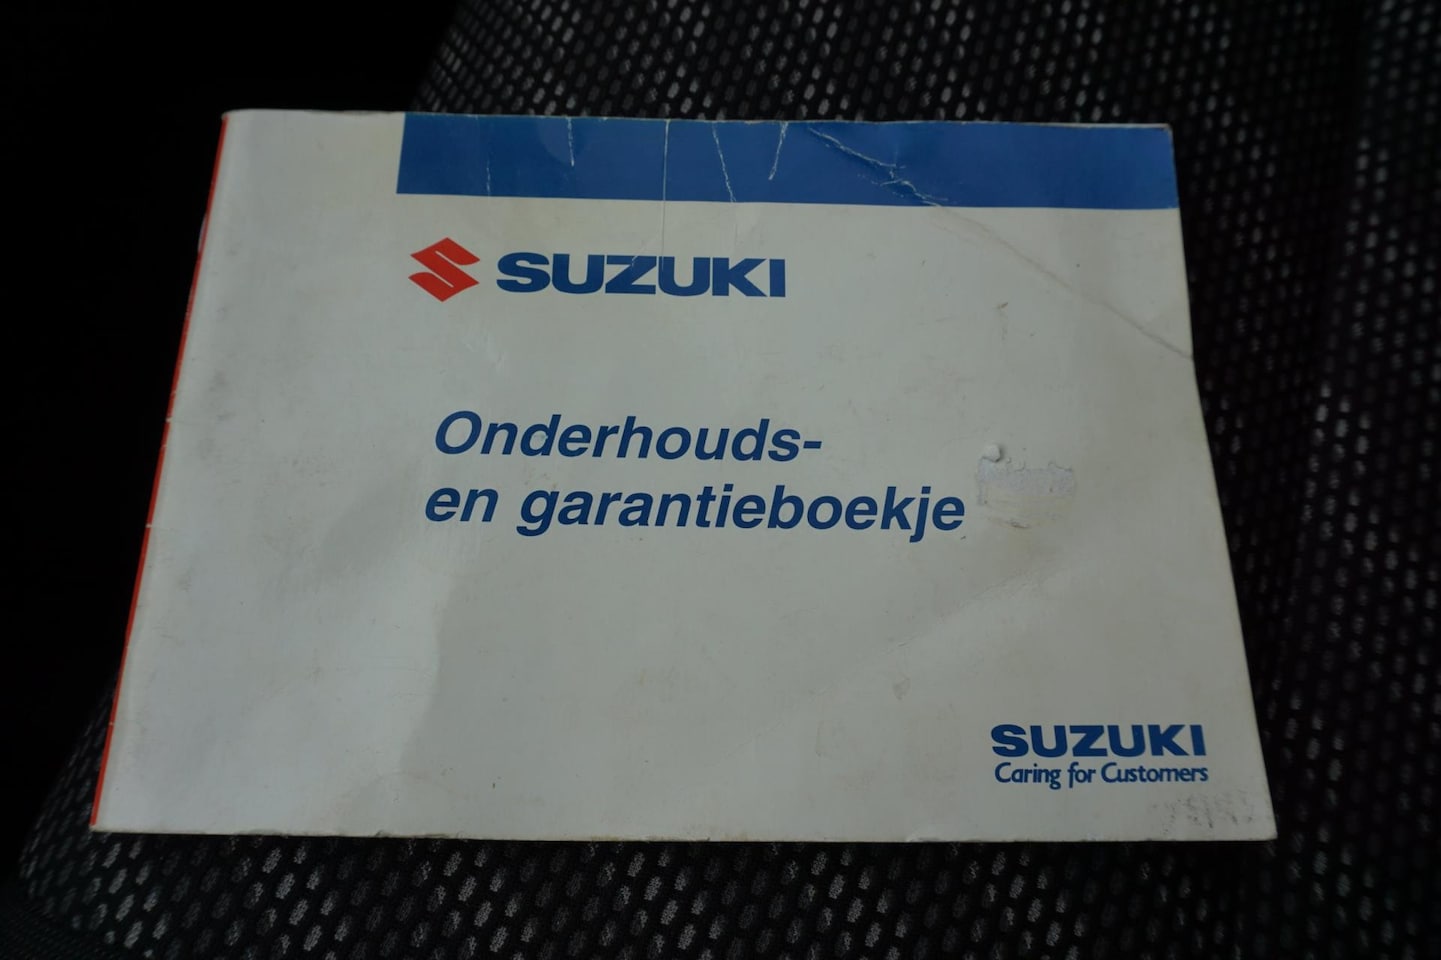 SUZUKI
Onderhouds-
en garantieboekje
SUZUKI
Caring for Customers